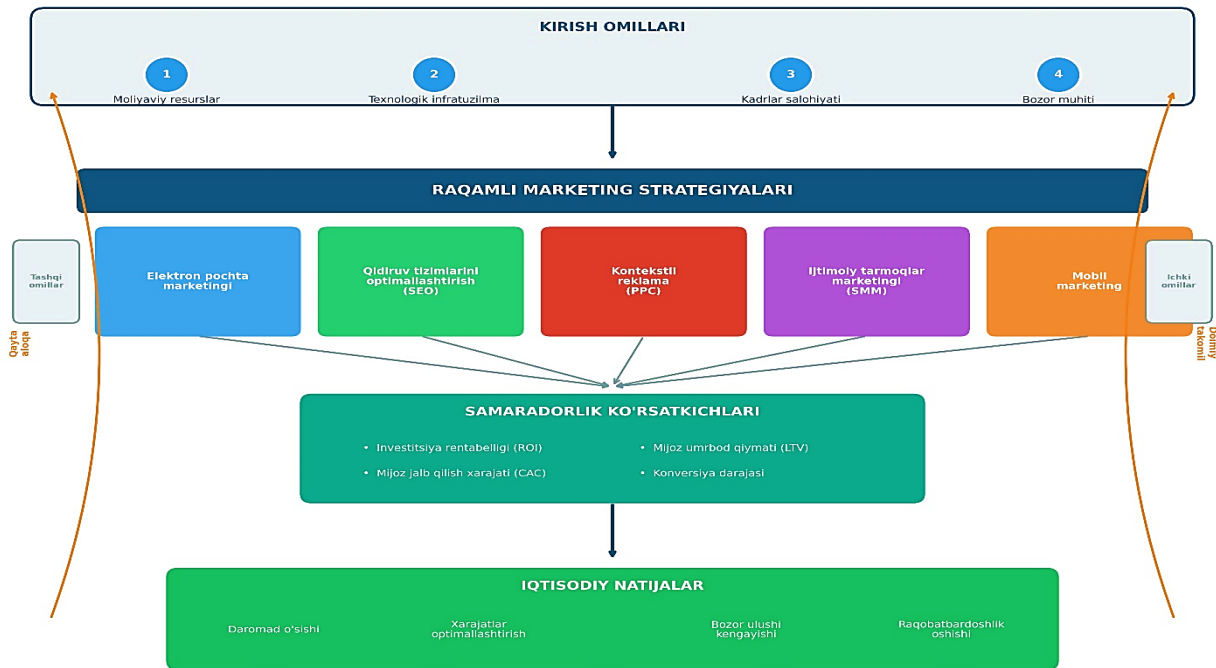 KIRISH OMILLARI
1
2
3
4
Moliyaviy resurslar
Texnologik infratuzilma
Kadrlar salohiyati
Bozor muhiti
RAQAMLI MARKETING STRATEGIYALARI
Tashqi
omillar
Elektron pochta
marketingi
Qidiruv tizimlarini
optimallashtirish
(SEO)
Kontekstli
reklama
(PPC)
Ijtimoiy tarmoqlar
marketingi
(SMM)
Mobil
marketing
Ichki
omillar
Qayta
aloqa
Doimiy
takomil
SAMARADORLIK KO'RSATKICHLARI
• Investitsiya rentabelligi (ROI)
• Mijoz umrbod qiymati (LTV)
• Mijoz jalb qilish xarajati (CAC)
• Konversiya darajasi
IQTISODIY NATIJALAR
Daromad o'sishi
Xarajatlar
optimallashtirish
Bozor ulushi
kengayishi
Raqobatbardoshlik
oshishi